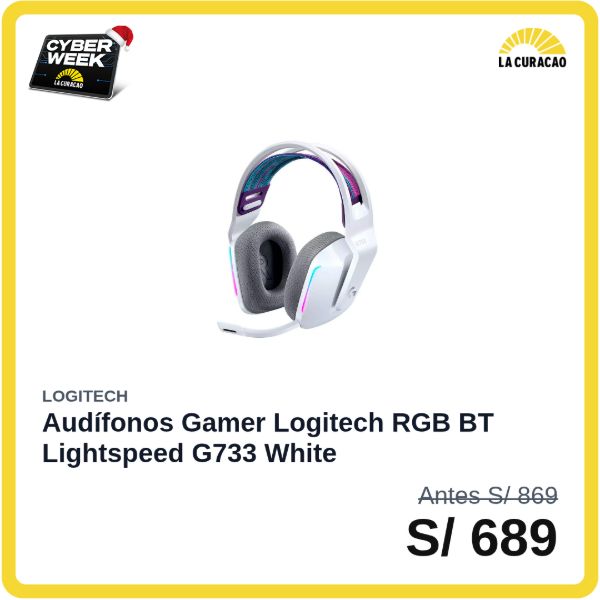 CYBER
WEEK
LA CURACAO
LA CURACAO
LOGITECH
Audífonos Gamer Logitech RGB BT
Lightspeed G733 White
Antes S/ 869
S/ 689